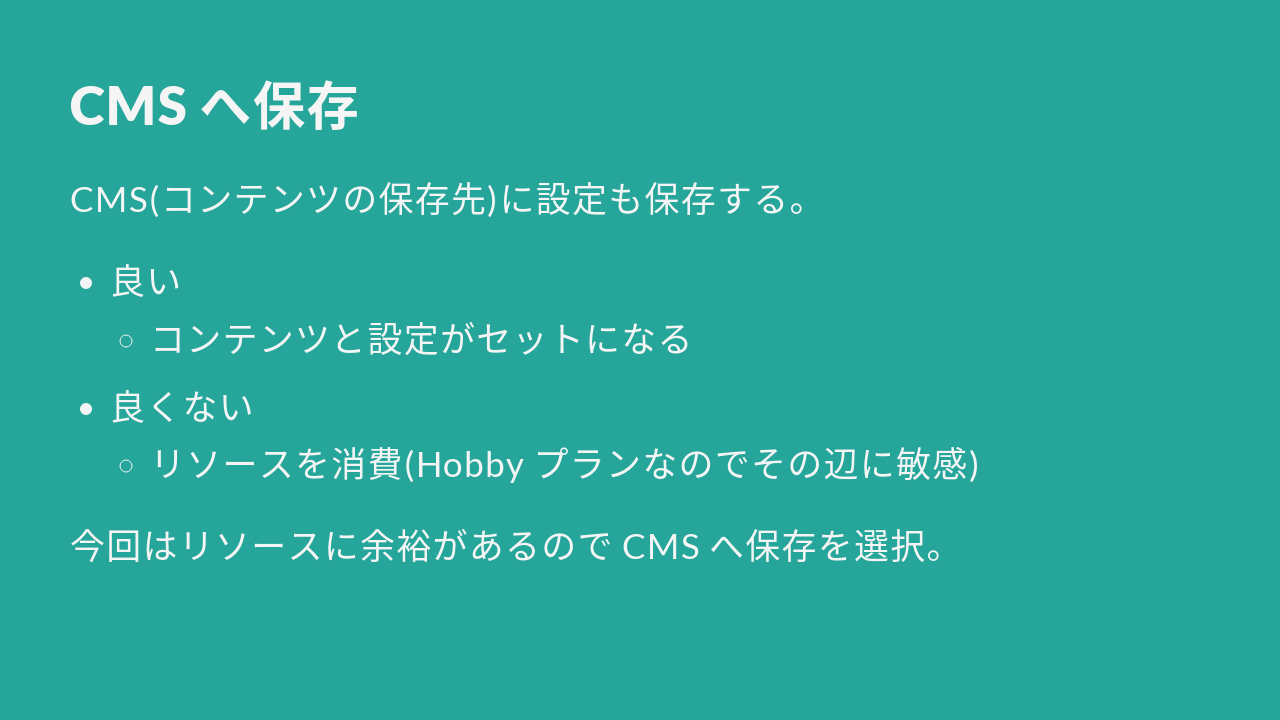 CMS へ保存
CMS(コンテンツの保存先)に設定も保存する。
良い
コンテンツと設定がセットになる
良くない
リソースを消費(Hobby プランなのでその辺に敏感)
今回はリソースに余裕があるので CMS へ保存を選択。